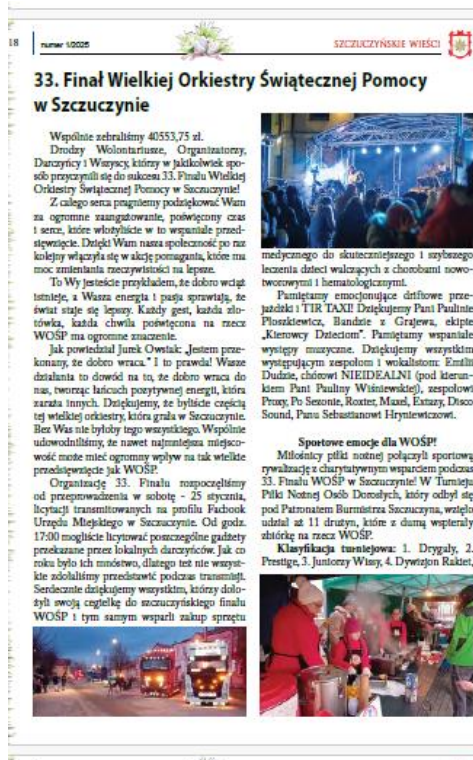 18
numer 1/2025
SZCZUCZYŃSKIE WIEŚCI
33. Finał Wielkiej Orkiestry Świątecznej Pomocy
w Szczuczynie
Wspólnie zebraliśmy 40553,75 zł.
Drodzy Wolontariusze, Organizatorzy,
Darczyńcy i Wszyscy, którzy w jakikolwiek spo-
sób przyczynili się do sukcesu 33. Finału Wielkiej
Orkiestry Świątecznej Pomocy w Szczuczynie!
Z całego serca pragniemy podziękować Wam
za ogromne zaangażowanie, poświęcony czas
i serce, które włożyliście w to wspaniałe przed-
sięwzięcie. Dzięki Wam nasza społeczność po raz
kolejny włączyła się w akcję pomagania, które ma
moc zmieniania rzeczywistości na lepsze.
To Wy jesteście przykładem, że dobro wciąż
istnieje, a Wasza energia i pasja sprawiają, że
świat staje się lepszy. Każdy gest, każda zło-
tówka, każda chwila poświęcona na rzecz
WOŚP ma ogromne znaczenie.
Jak powiedział Jurek Owsiak: „Jestem prze-
konany, że dobro wraca.” I to prawda! Wasze
działania to dowód na to, że dobro wraca do
nas, tworząc łańcuch pozytywnej energii, która
zaraża innych. Dziękujemy, że byliście częścią
tej wielkiej orkiestry, która grała w Szczuczynie.
Bez Was nie byłoby tego wszystkiego. Wspólnie
udowodniliśmy, że nawet najmniejsza miejsco-
wość może mieć ogromny wpływ na tak wielkie
przedsięwzięcie jak WOŚP.
Organizację 33. Finału rozpoczęliśmy
od przeprowadzenia w sobotę - 25 stycznia,
licytacji transmitowanych na profilu Facbook
Urzędu Miejskiego w Szczuczynie. Od godz.
17:00 mogliście licytować poszczególne gadżety
przekazane przez lokalnych darczyńców. Jak co
roku było ich mnóstwo, dlatego też nie wszyst-
kie zdołaliśmy przedstawić podczas transmisji.
Serdecznie dziękujemy wszystkim, którzy doło-
żyli swoją cegiełkę do szczuczyńskiego finału
WOŚP i tym samym wsparli zakup sprzętu
medycznego do skuteczniejszego i szybszego
leczenia dzieci walczących z chorobami nowo-
tworowymi i hematologicznymi.
Pamiętamy emocjonujące driftowe prze-
jażdżki i TIR TAXI! Dziękujemy Pani Paulinie
Płoszkiewicz, Bandzie z Grajewa, ekipie
„Kierowcy Dzieciom”. Pamiętamy wspaniałe
występy muzyczne. Dziękujemy wszystkim
występującym zespołom i wokalistom: Emilii
Dudzie, chórowi NIEIDEALNI (pod kierun-
kiem Pani Pauliny Wiśniewskiej), zespołowi
Proxy, Po Sezonie, Roxter, Maxel, Extazy, Disco
Sound, Panu Sebastianowi Hryniewiczowi.
Sportowe emocje dla WOŚP!
Miłośnicy piłki nożnej połączyli sportową
rywalizację z charytatywnym wsparciem podczas
33. Finału WOŚP w Szczuczynie! W Turnieju
Piłki Nożnej Osób Dorosłych, który odbył się
pod Patronatem Burmistrza Szczuczyna, wzięło
udział aż 11 drużyn, które z dumą wspierały
zbiórkę na rzecz WOŚP.
Klasyfikacja turniejowa: 1. Drygały, 2.
Prestige, 3. Juniorzy Wissy, 4. Dywizjon Rakiet,